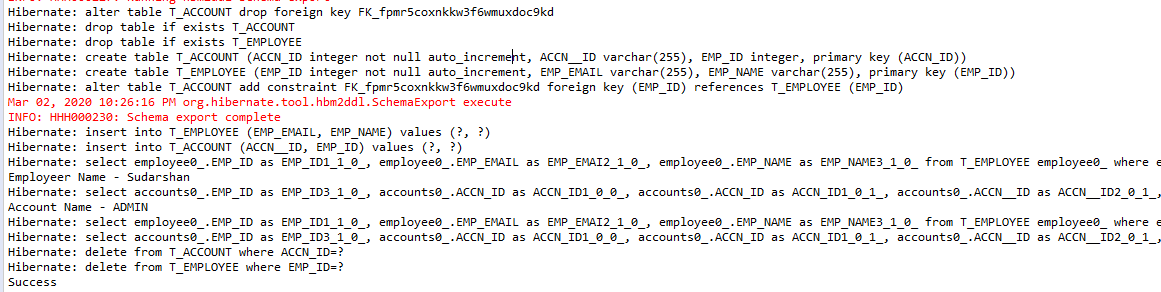 Hibernate: alter table T_ACCOUNT drop foreign key FK_fpmr5coxnkkw3f6wmuxdoc9kd
Hibernate: drop table if exists T_ACCOUNT
Hibernate: drop table if exists T_EMPLOYEE
Hibernate: create table T_ACCOUNT (ACCN_ID integer not null auto_increment, ACCN__ID varchar(255), EMP_ID integer, primary key (ACCN_ID))
Hibernate: create table T_EMPLOYEE (EMP_ID integer not null auto_increment, EMP_EMAIL varchar(255), EMP_NAME varchar(255), primary key (EMP_ID))
Hibernate: alter table T_ACCOUNT add constraint FK_fpmr5coxnkkw3f6wmuxdoc9kd foreign key (EMP_ID) references T_EMPLOYEE (EMP_ID)
Mar 02, 2020 10:26:16 PM org.hibernate.tool.hbm2ddl.SchemaExport execute
INFO: HHH000230: Schema export complete
Hibernate: insert into T_EMPLOYEE (EMP_EMAIL, EMP_NAME) values (?, ?)
Hibernate: insert into T_ACCOUNT (ACCN__ID, EMP_ID) values (?, ?)
Hibernate: select employee0_.EMP_ID as EMP_ID1_1_0_, employee0_.EMP_EMAIL as EMP_EMAI2_1_0_, employee0_.EMP_NAME as EMP_NAME3_1_0_ from T_EMPLOYEE employee0_ where e
Employeer Name - Sudarshan
Hibernate: select accounts0_.EMP_ID as EMP_ID3_1_0_, accounts0_.ACCN_ID as ACCN_ID1_0_0_, accounts0_.ACCN_ID as ACCN_ID1_0_1_, accounts0_.ACCN__ID as ACCN__ID2_0_1_,
Account Name - ADMIN
Hibernate: select employee0_.EMP_ID as EMP_ID1_1_0_, employee0_.EMP_EMAIL as EMP_EMAI2_1_0_, employee0_.EMP_NAME as EMP_NAME3_1_0_ from T_EMPLOYEE employee0_ where e
Hibernate: select accounts0_.EMP_ID as EMP_ID3_1_0_, accounts0_.ACCN_ID as ACCN_ID1_0_0_, accounts0_.ACCN_ID as ACCN_ID1_0_1_, accounts0_.ACCN__ID as ACCN__ID2_0_1_,
Hibernate: delete from T_ACCOUNT where ACCN_ID=?
Hibernate: delete from T_EMPLOYEE where EMP_ID=?
Success